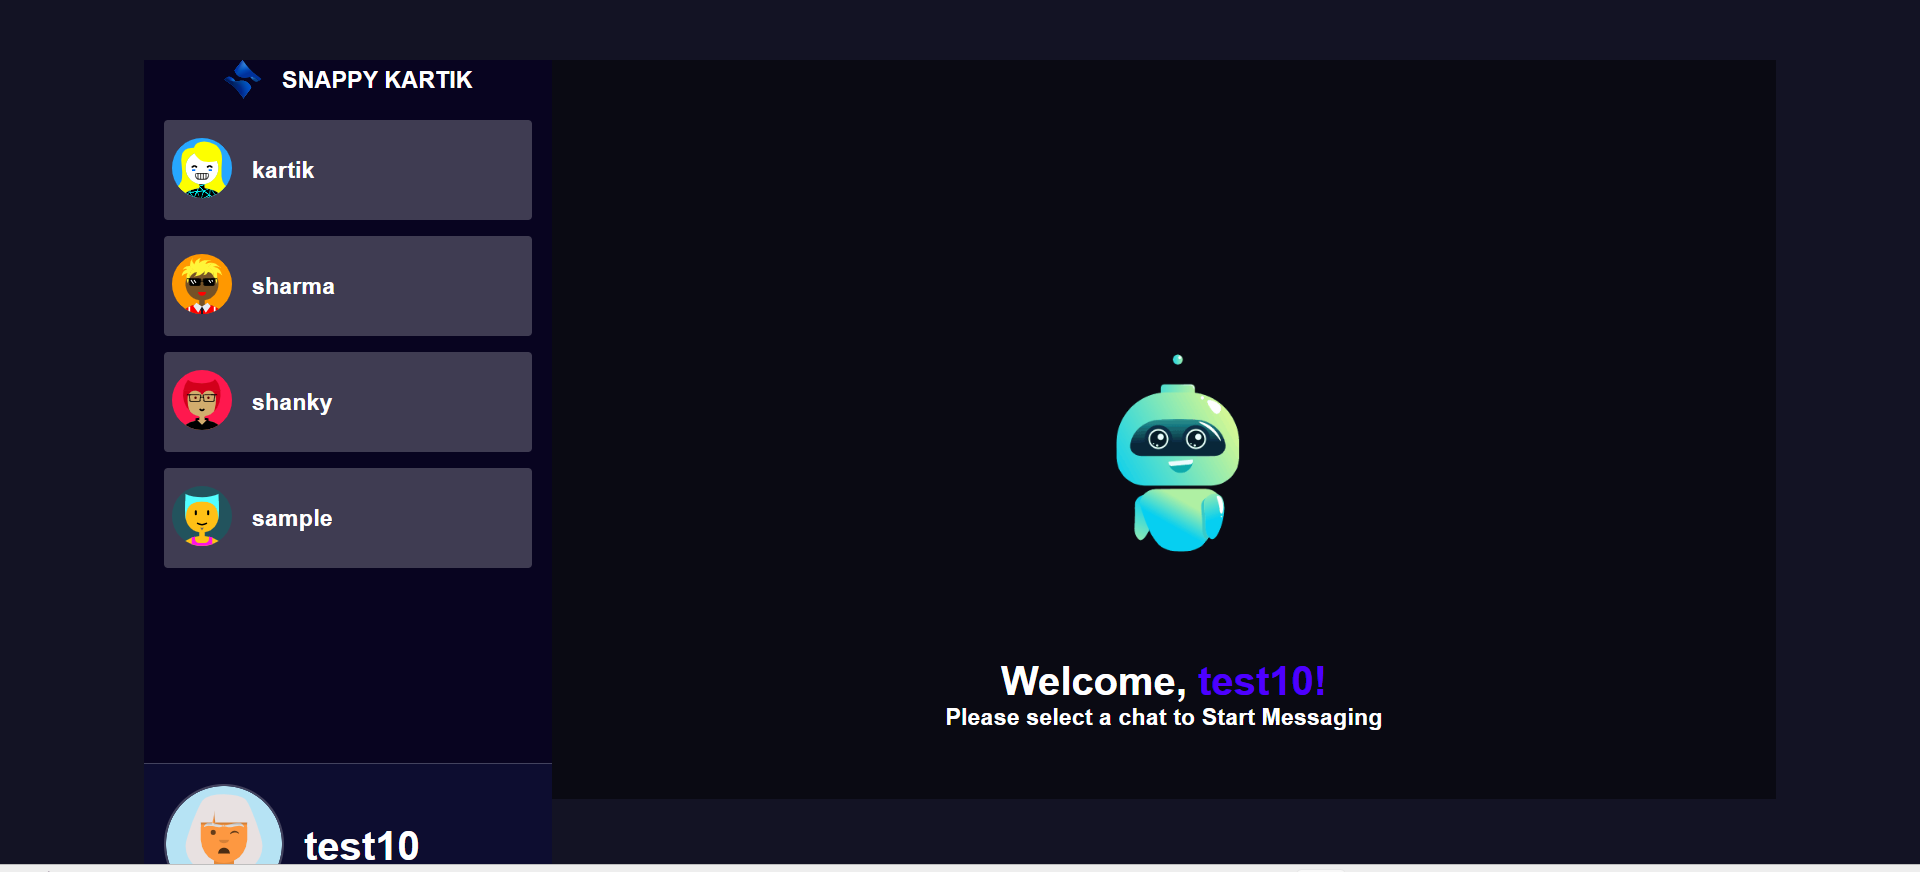 SNAPPY KARTIK
kartik
sharma
shanky
sample
test10
Welcome, test10!
Please select a chat to Start Messaging